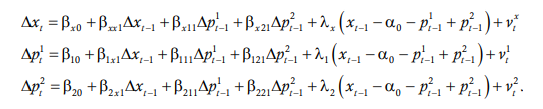 Δx_t = β_{x0} + β_{xx1}Δx_{t−1} + β_{x11}Δp^1_{t−1} + β_{x21}Δp^2_{t−1} + λ_x (x_{t−1} − α_0 − p^1_{t−1} + p^2_{t−1}) + ν^x_t
Δp^1_t = β_{10} + β_{1x1}Δx_{t−1} + β_{111}Δp^1_{t−1} + β_{121}Δp^2_{t−1} + λ_1 (x_{t−1} − α_0 − p^1_{t−1} + p^2_{t−1}) + ν^1_t
Δp^2_t = β_{20} + β_{2x1}Δx_{t−1} + β_{211}Δp^1_{t−1} + β_{221}Δp^2_{t−1} + λ_2 (x_{t−1} − α_0 − p^2_{t−1} + p^2_{t−1}) + ν^2_t.